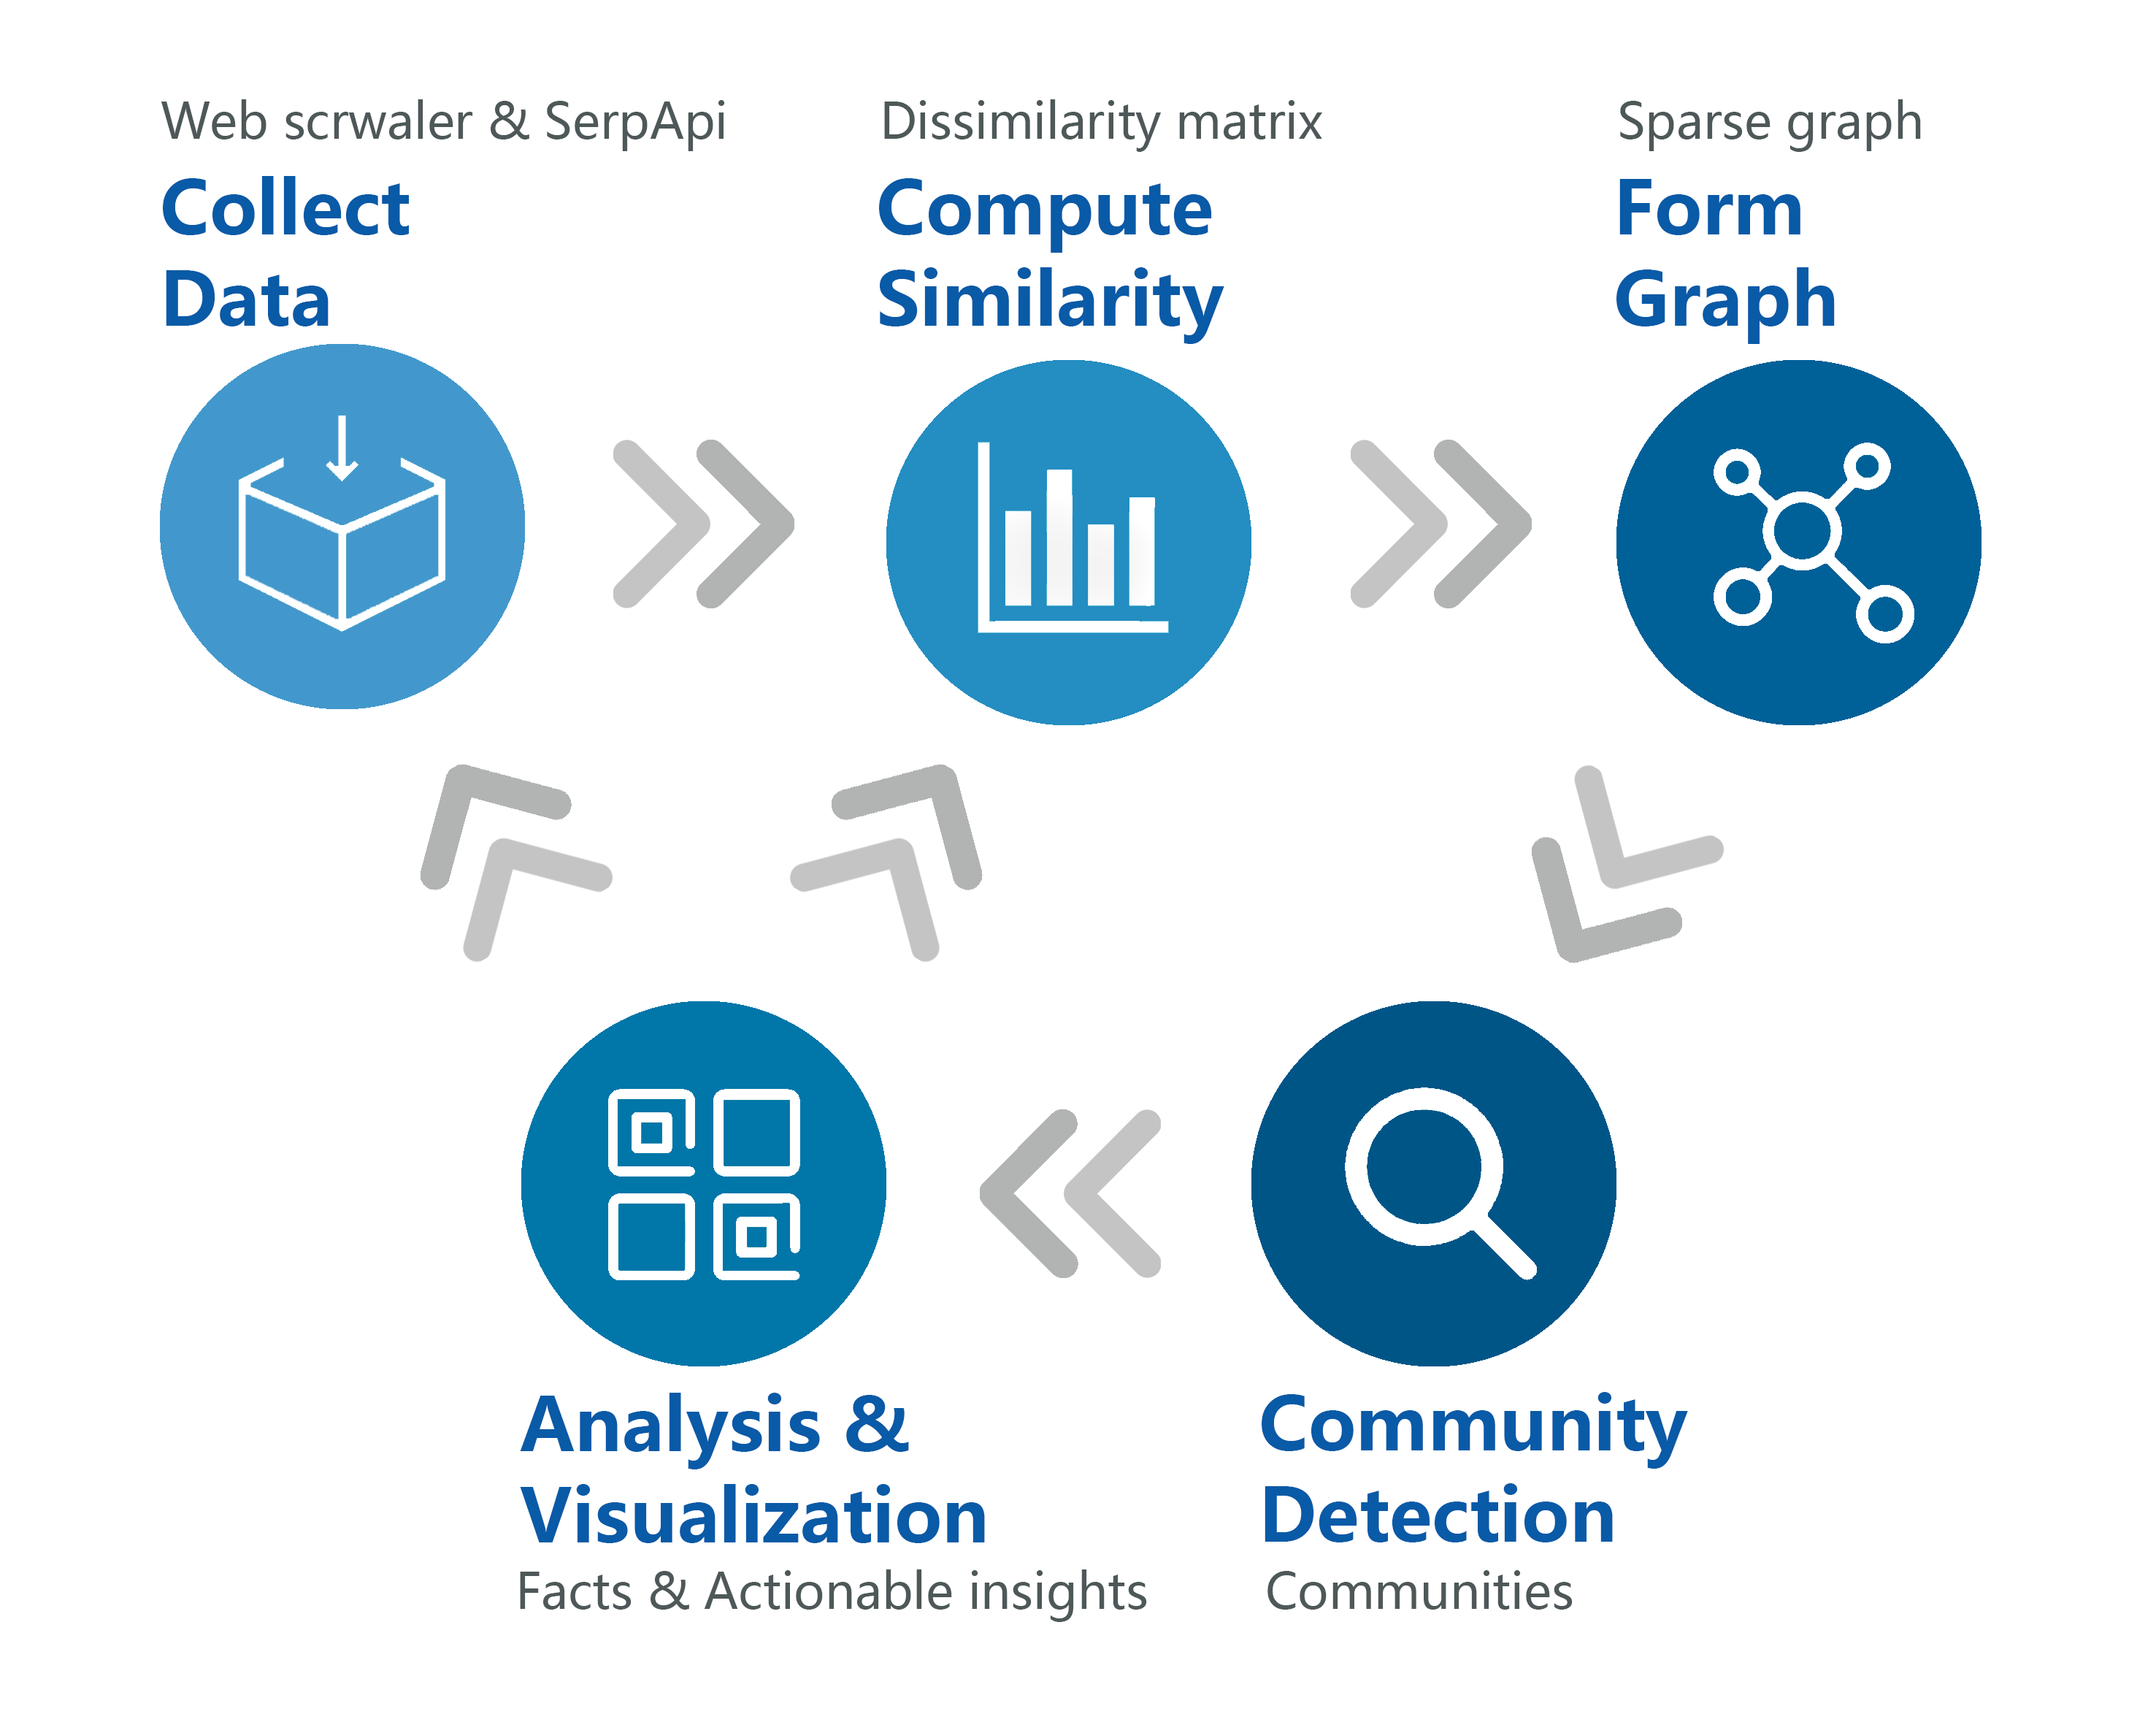 Web scrwaler & SerpApi
Collect
Data
Dissimilarity matrix
Compute
Similarity
Sparse graph
Form
Graph
Analysis &
Visualization
Facts & Actionable insights
Community
Detection
Communities